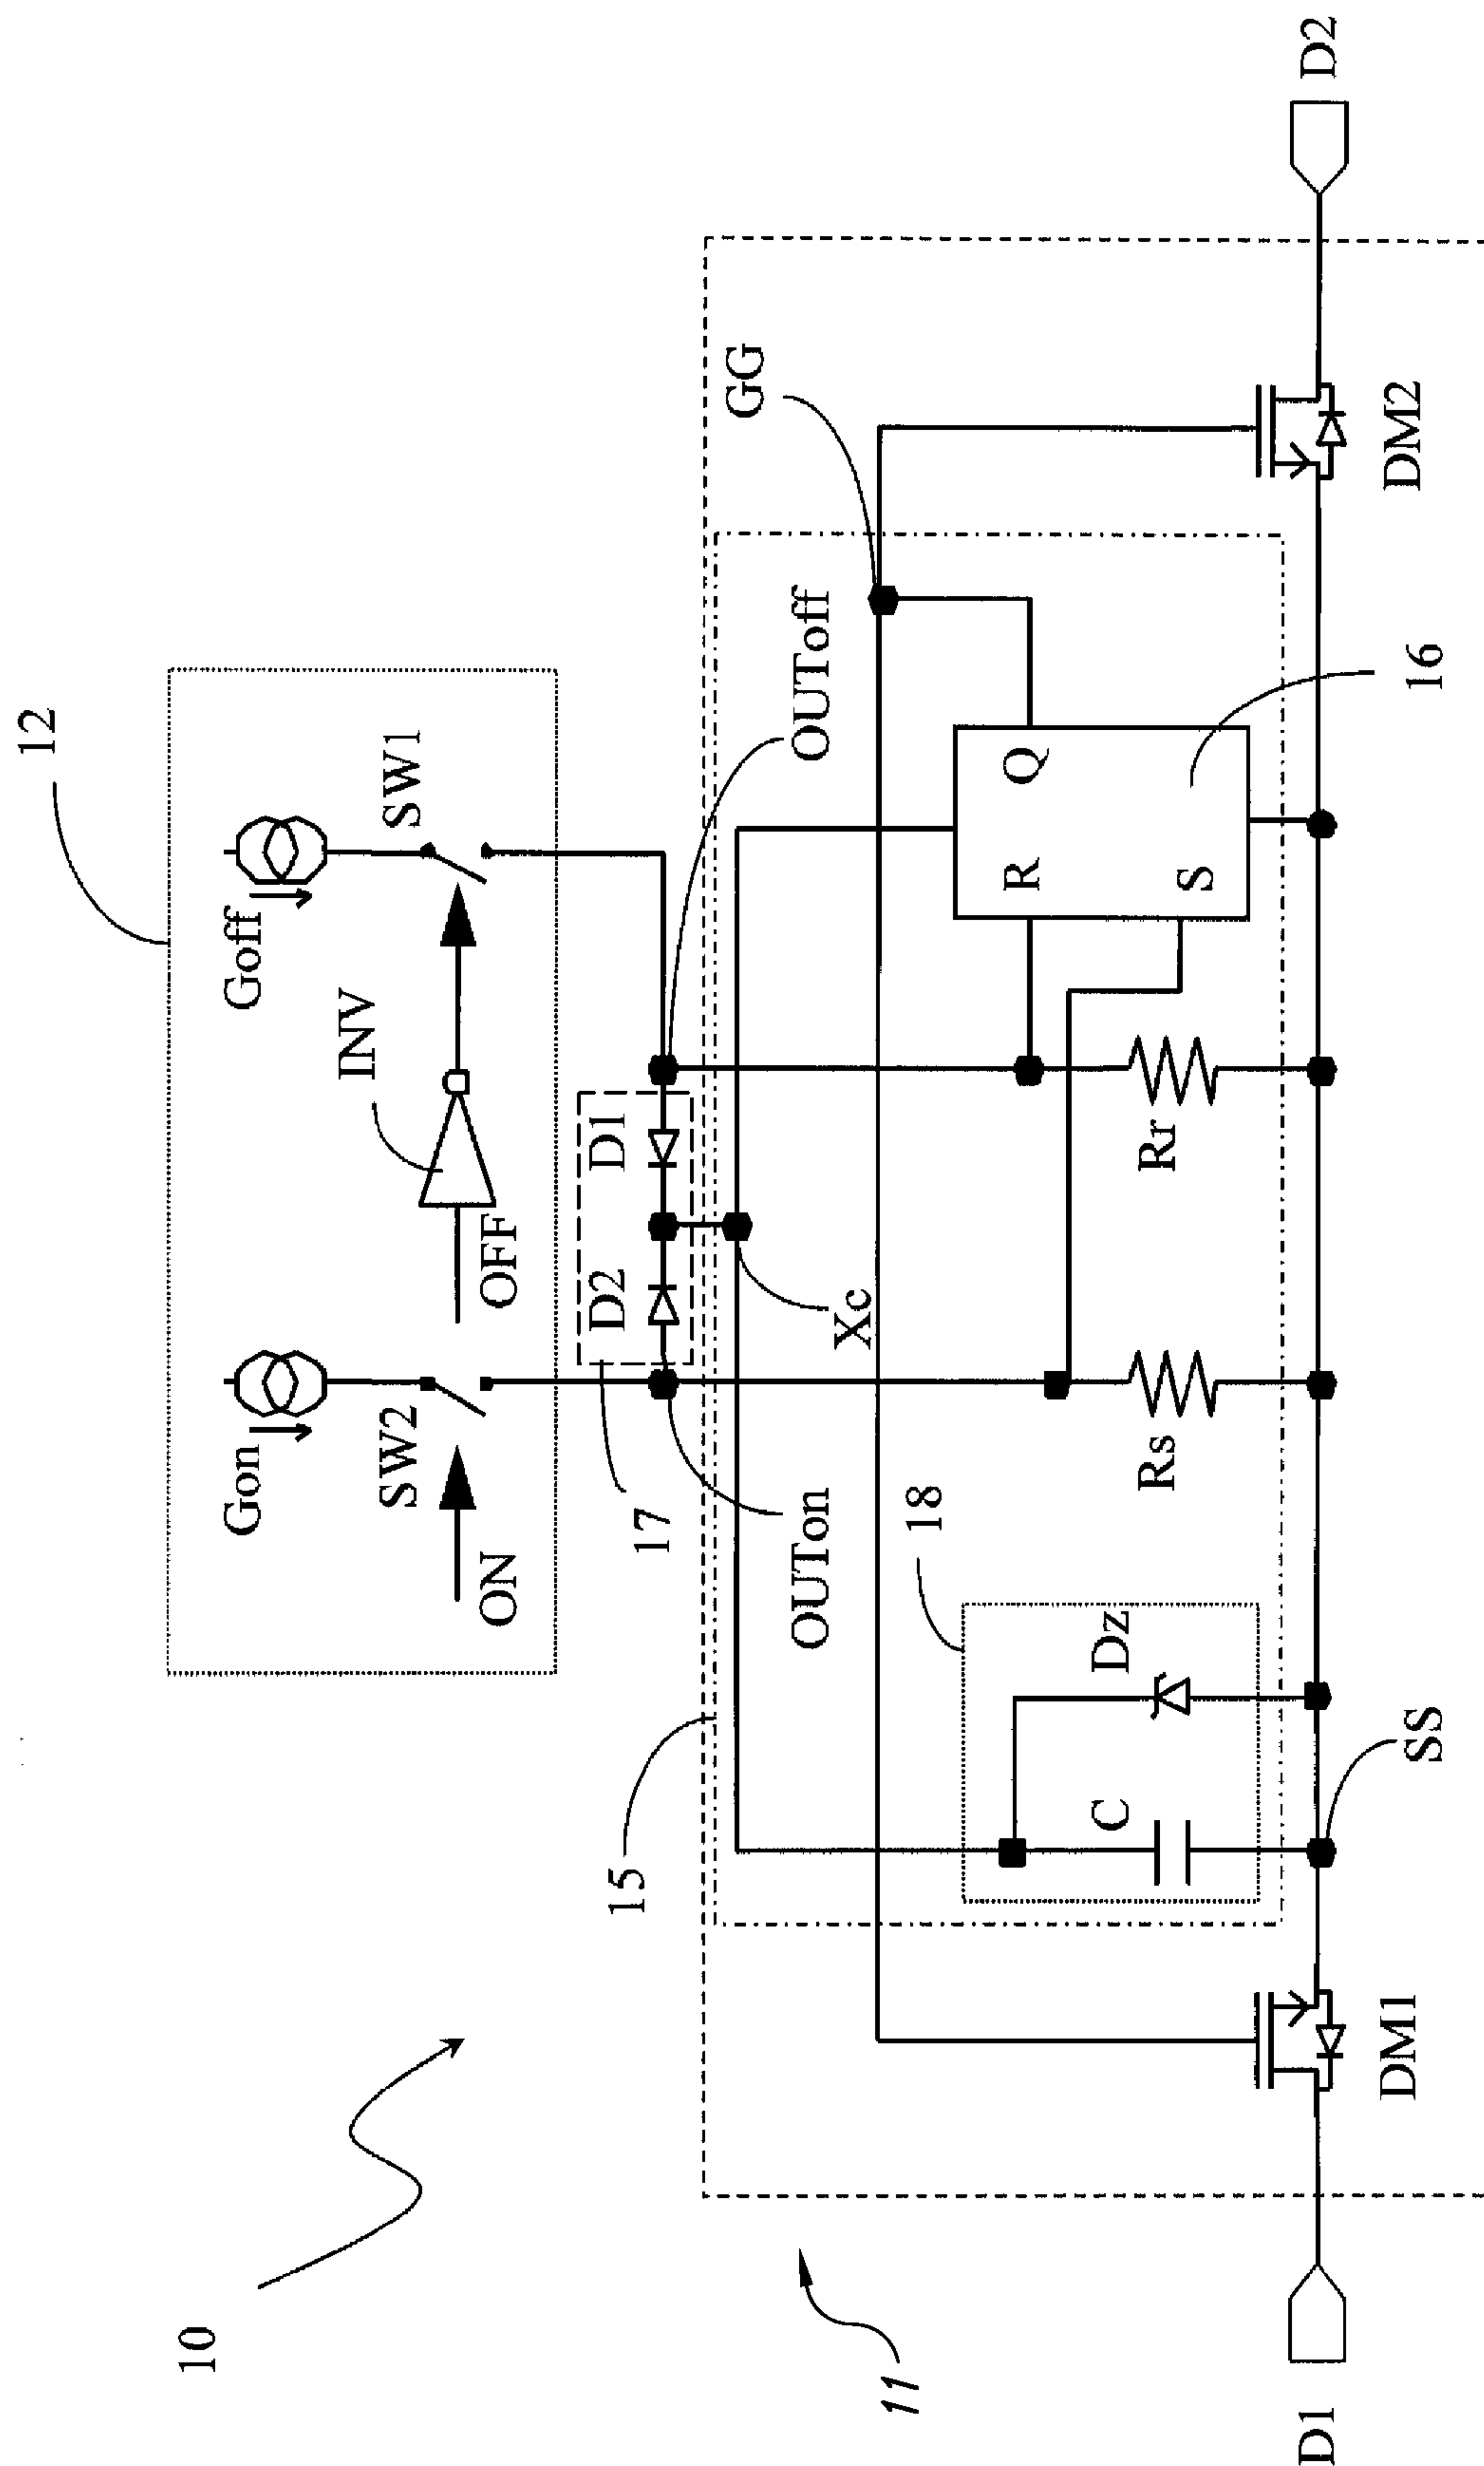 10
12
Gon
Goff
SW2
INV
SW1
ON
OFF
17
D2
D1
15
OUTon
Xc
OUToff
GG
11
18
C
Dz
Rs
Rr
R
Q
S
16
D1
DM1
SS
DM2
D2